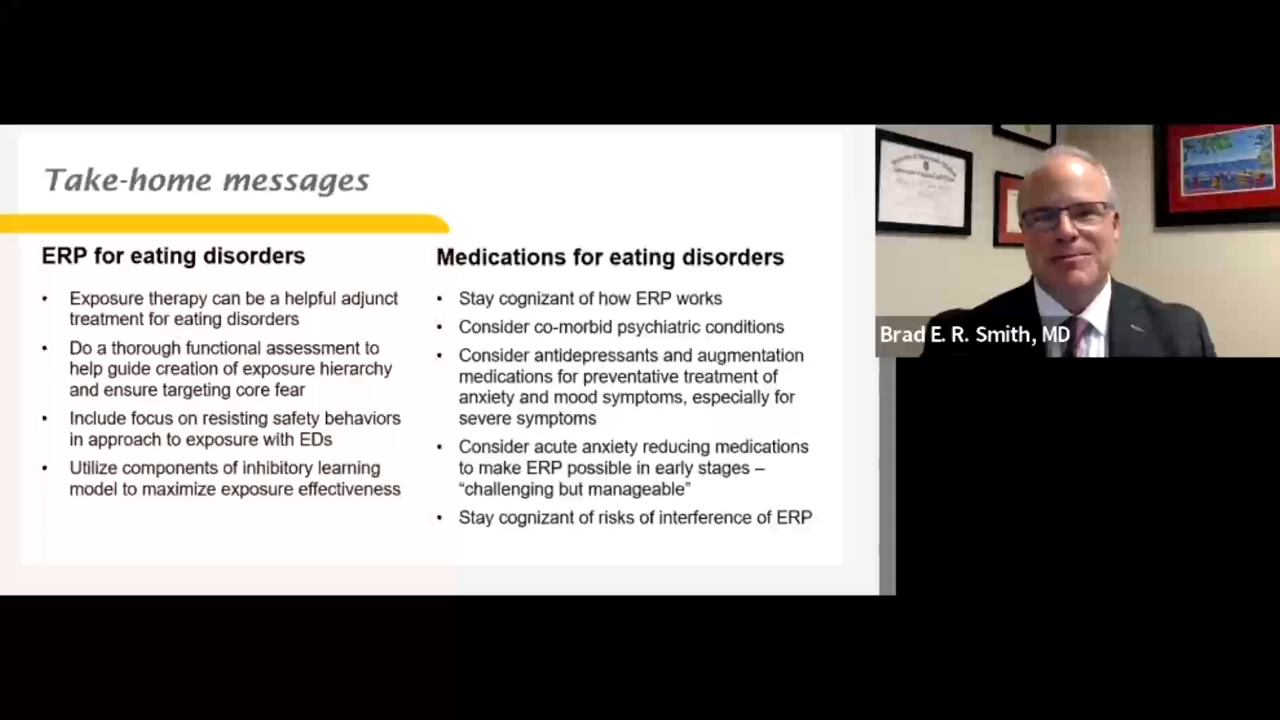 Take-home messages
ERP for eating disorders
• Exposure therapy can be a helpful adjunct
treatment for eating disorders
• Do a thorough functional assessment to
help guide creation of exposure hierarchy
and ensure targeting core fear
• Include focus on resisting safety behaviors
in approach to exposure with EDs
• Utilize components of inhibitory learning
model to maximize exposure effectiveness
Medications for eating disorders
• Stay cognizant of how ERP works
• Consider co-morbid psychiatric conditions
• Consider antidepressants and augmentation
medications for preventative treatment of
anxiety and mood symptoms, especially for
severe symptoms
• Consider acute anxiety reducing medications
to make ERP possible in early stages –
“challenging but manageable”
• Stay cognizant of risks of interference of ERP
Brad E. R. Smith, MD